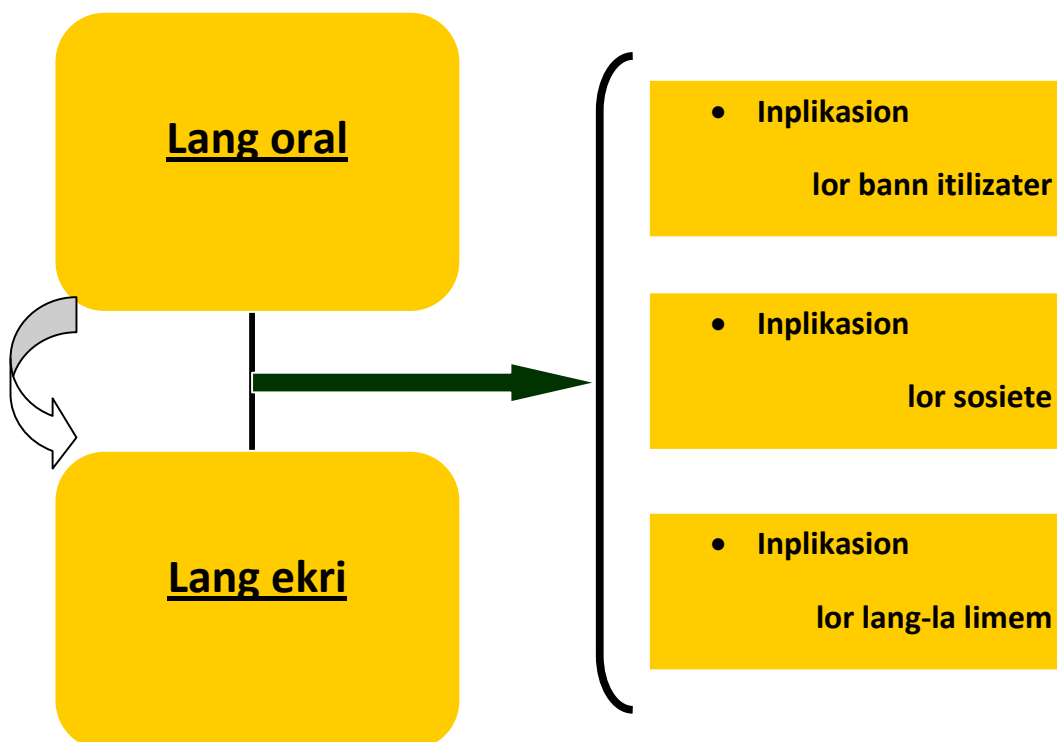 Lang oral
Lang ekri
• Inplikasion
lor bann itilizater
• Inplikasion
lor sosiete
• Inplikasion
lor lang-la limem